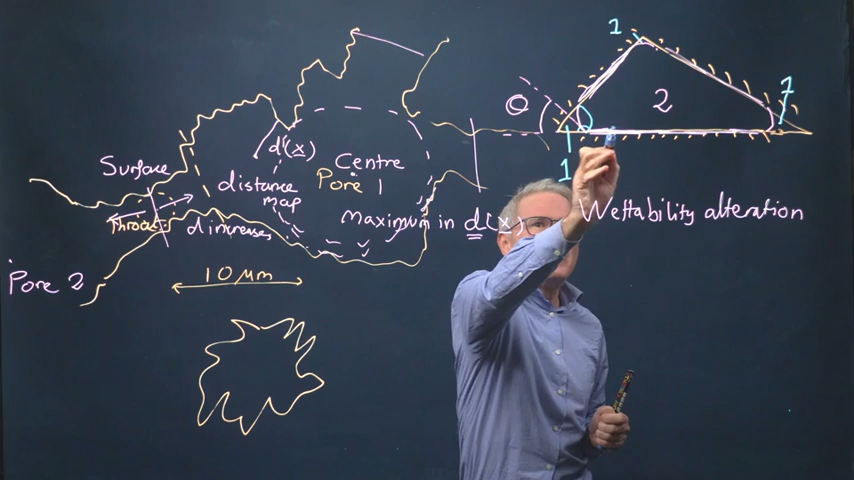 Surface
Throat
Pore 2
distance
map
d(x)
d increases
Centre
Pore 1
maximum in d(x)
10 μm
1
2
1
1
θ
Wettability alteration